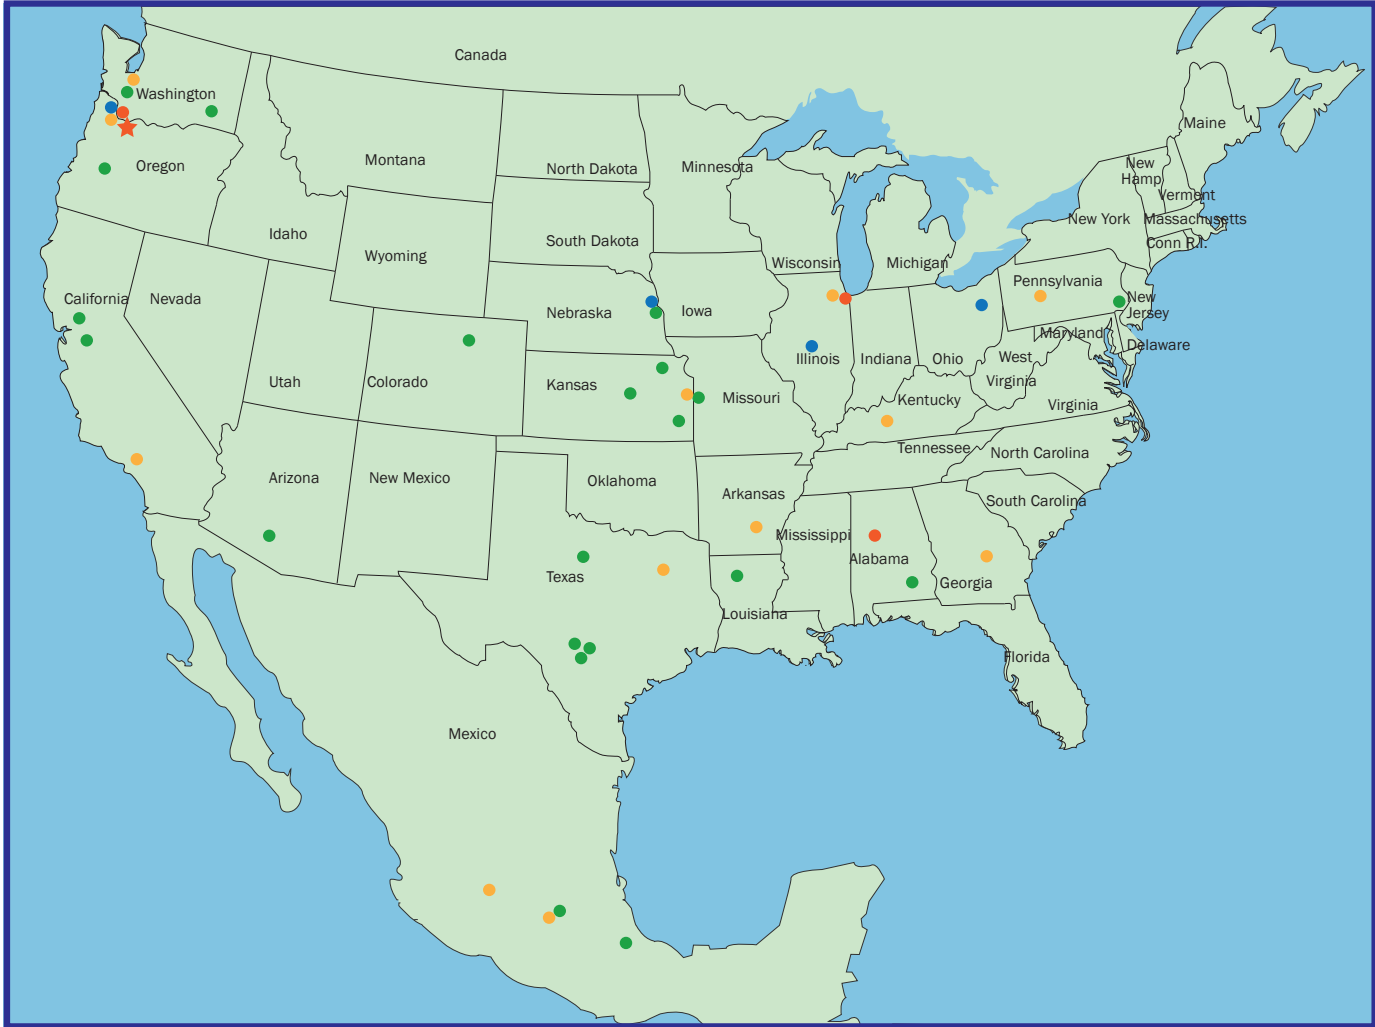 Canada
Washington
Maine
Montana
North Dakota
Minnesota
Oregon
New
Hamp.
Vermont
New York
Massachusetts
Idaho
South Dakota
Conn R.I.
Wyoming
Wisconsin
Michigan
Pennsylvania
California
Nevada
Nebraska
Iowa
New
Jersey
Maryland
Delaware
Illinois
Indiana
Ohio
West
Virginia
Utah
Colorado
Kansas
Missouri
Kentucky
Virginia
Tennessee
North Carolina
Arizona
New Mexico
Oklahoma
Arkansas
South Carolina
Mississippi
Alabama
Texas
Georgia
Louisiana
Florida
Mexico